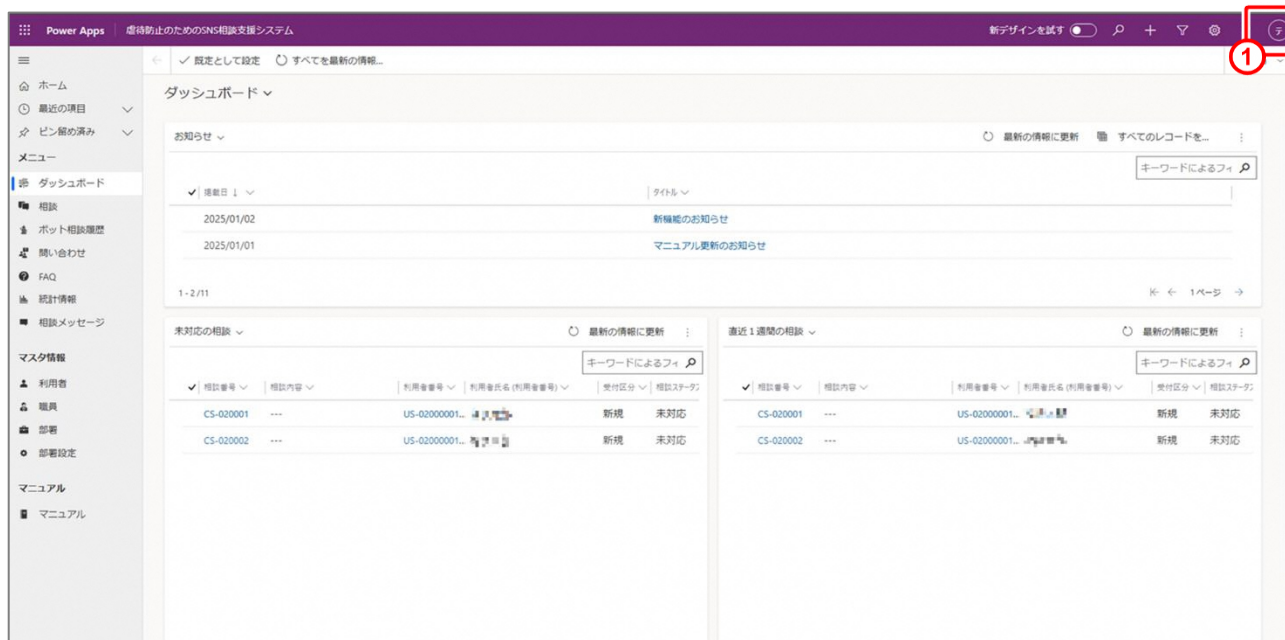 Power Apps 虐待防止のためのSNS相談支援システム 新デザインを試す テ
①
既定として設定 すべてを最新の情報...
ホーム
最近の項目
ピン留め済み
メニュー
ダッシュボード
相談
ボット相談履歴
問い合わせ
FAQ
統計情報
相談メッセージ
マスタ情報
利用者
職員
部署
部署設定
マニュアル
マニュアル
ダッシュボード
お知らせ 最新の情報に更新 すべてのレコードを...
キーワードによるフィ
掲載日 ↓ タイトル
2025/01/02 新機能のお知らせ
2025/01/01 マニュアル更新のお知らせ
1 - 2 /11 1ページ
未対応の相談 最新の情報に更新
キーワードによるフィ
相談番号 相談内容 利用者番号 利用者氏名 (利用者番号) 受付区分 相談ステータス
CS-020001 --- US-02000001... 新規 未対応
CS-020002 --- US-02000001... 新規 未対応
直近１週間の相談 最新の情報に更新
キーワードによるフィ
相談番号 相談内容 利用者番号 利用者氏名 (利用者番号) 受付区分 相談ステータス
CS-020001 --- US-02000001... 新規 未対応
CS-020002 --- US-02000001... 新規 未対応